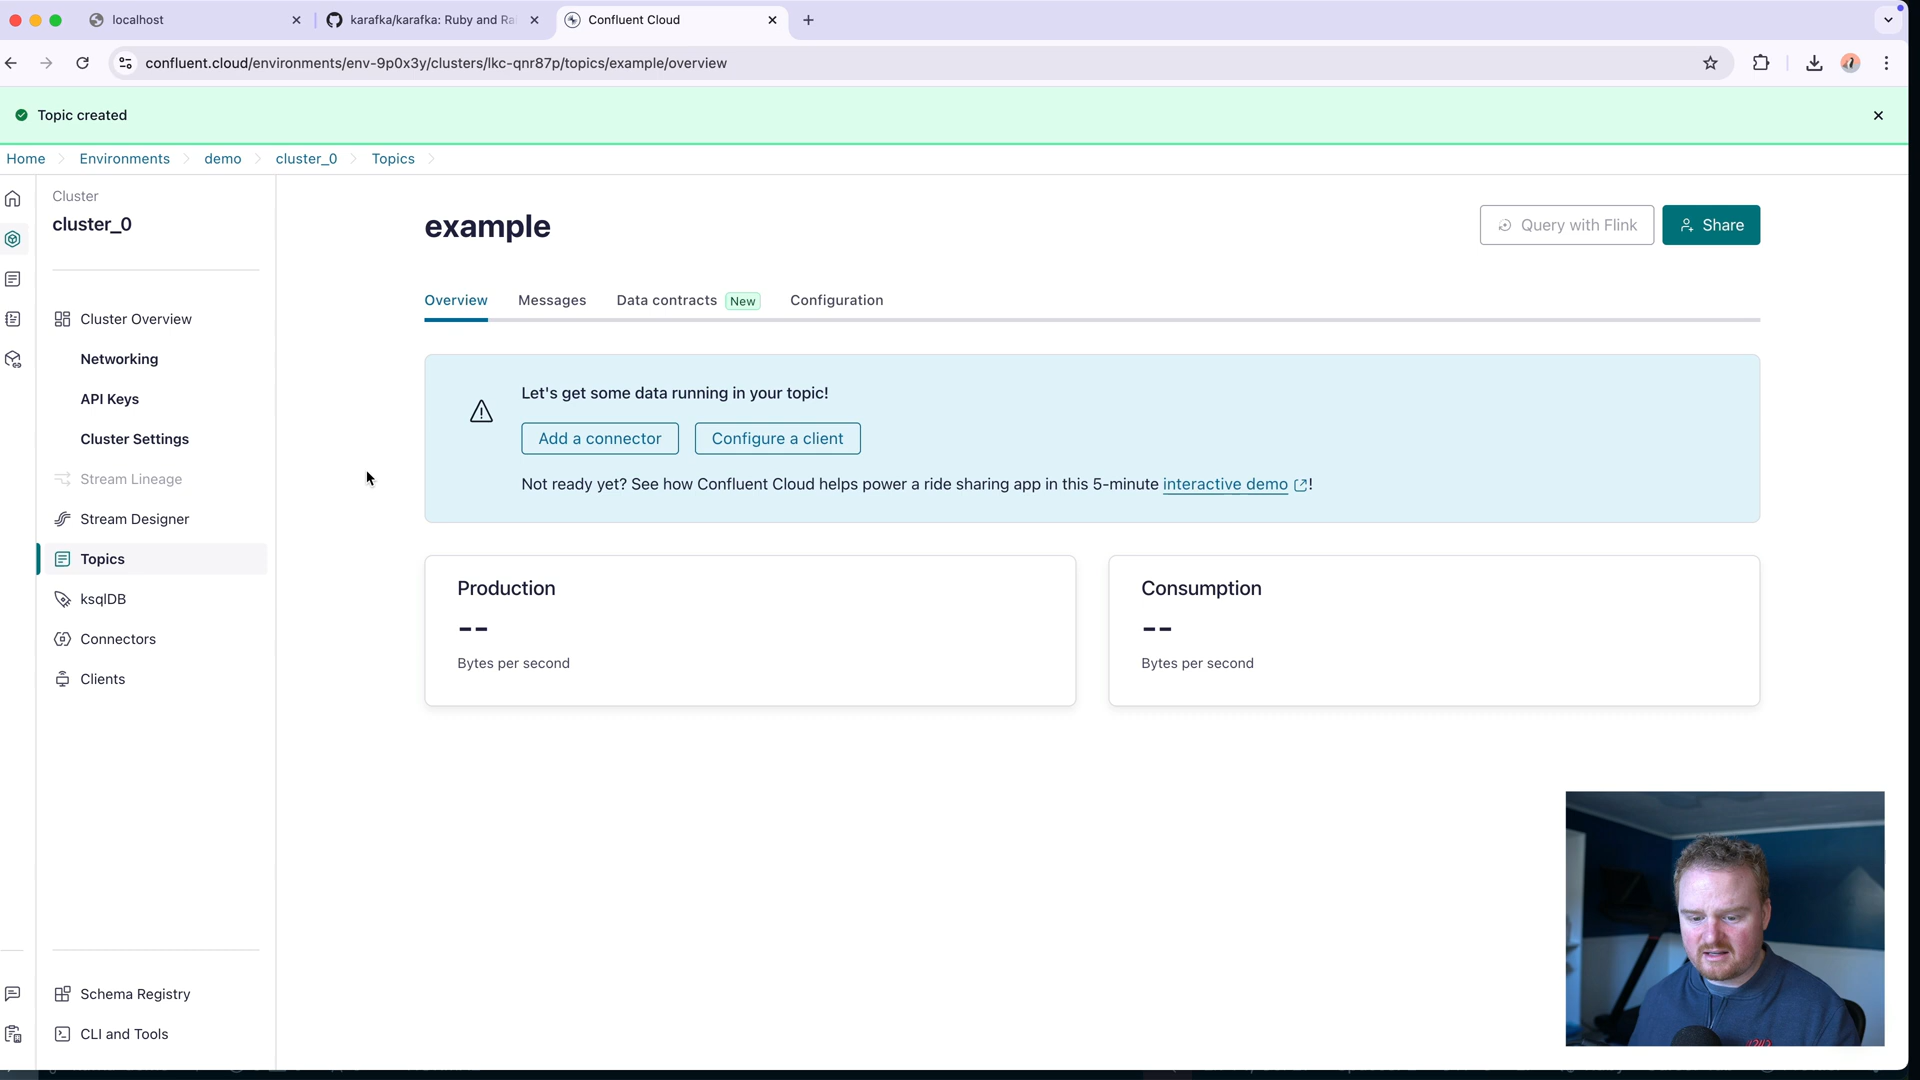 localhost
karafka/karafka: Ruby and Ra
Confluent Cloud
confluent.cloud/environments/env-9p0x3y/clusters/lkc-qnr87p/topics/example/overview
Topic created
Home
Environments
demo
cluster_0
Topics
Cluster
cluster_0
Cluster Overview
Networking
API Keys
Cluster Settings
Stream Lineage
Stream Designer
Topics
ksqlDB
Connectors
Clients
Schema Registry
CLI and Tools
example
Query with Flink
Share
Overview
Messages
Data contracts New
Configuration
Let's get some data running in your topic!
Add a connector
Configure a client
Not ready yet? See how Confluent Cloud helps power a ride sharing app in this 5-minute interactive demo !
Production
--
Bytes per second
Consumption
--
Bytes per second